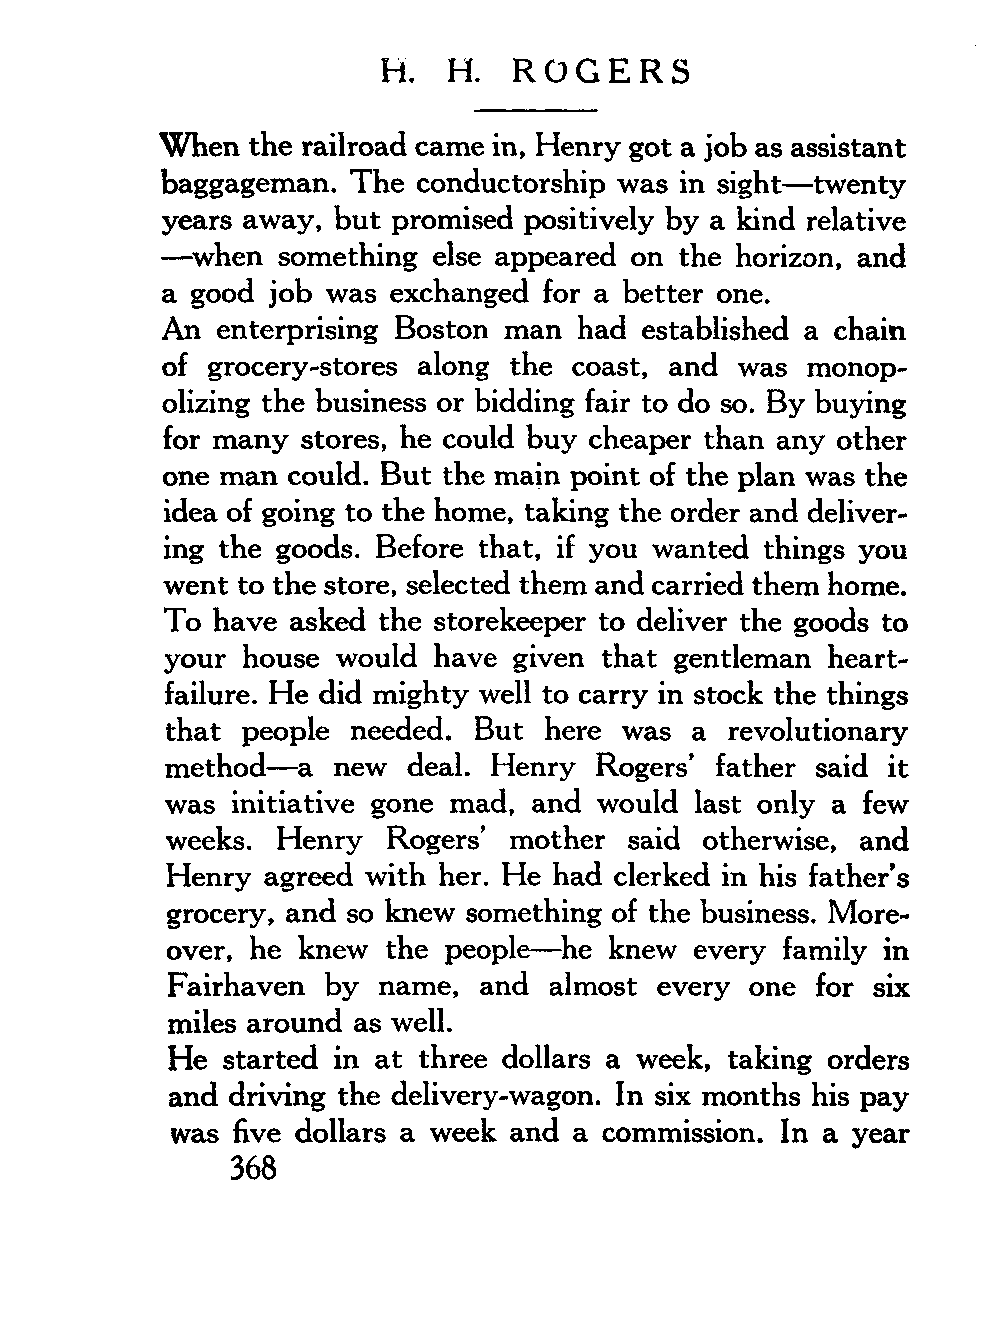 H. H. ROGERS
When the railroad came in, Henry got a job as assistant
baggageman. The conductorship was in sight—twenty
years away, but promised positively by a kind relative
—when something else appeared on the horizon, and
a good job was exchanged for a better one.
An enterprising Boston man had established a chain
of grocery-stores along the coast, and was monop-
olizing the business or bidding fair to do so. By buying
for many stores, he could buy cheaper than any other
one man could. But the main point of the plan was the
idea of going to the home, taking the order and deliver-
ing the goods. Before that, if you wanted things you
went to the store, selected them and carried them home.
To have asked the storekeeper to deliver the goods to
your house would have given that gentleman heart-
failure. He did mighty well to carry in stock the things
that people needed. But here was a revolutionary
method—a new deal. Henry Rogers' father said it
was initiative gone mad, and would last only a few
weeks. Henry Rogers' mother said otherwise, and
Henry agreed with her. He had clerked in his father's
grocery, and so knew something of the business. More-
over, he knew the people—he knew every family in
Fairhaven by name, and almost every one for six
miles around as well.
He started in at three dollars a week, taking orders
and driving the delivery-wagon. In six months his pay
was five dollars a week and a commission. In a year
368